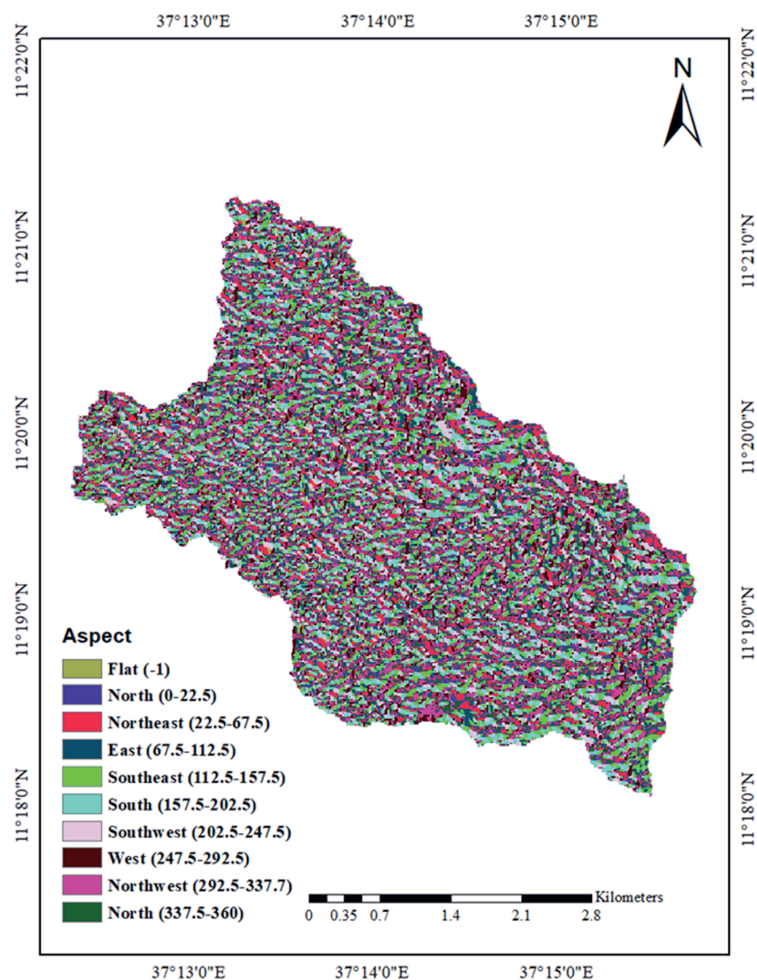 37°13'0"E 37°14'0"E 37°15'0"E
11°22'0"N 11°22'0"N
N
11°21'0"N 11°21'0"N
11°20'0"N 11°20'0"N
11°19'0"N 11°19'0"N
Aspect
Flat (-1)
North (0-22.5)
Northeast (22.5-67.5)
East (67.5-112.5)
Southeast (112.5-157.5)
South (157.5-202.5)
11°18'0"N 11°18'0"N
Southwest (202.5-247.5)
West (247.5-292.5)
Northwest (292.5-337.7)
Kilometers
North (337.5-360)
0 0.35 0.7 1.4 2.1 2.8
37°13'0"E 37°14'0"E 37°15'0"E